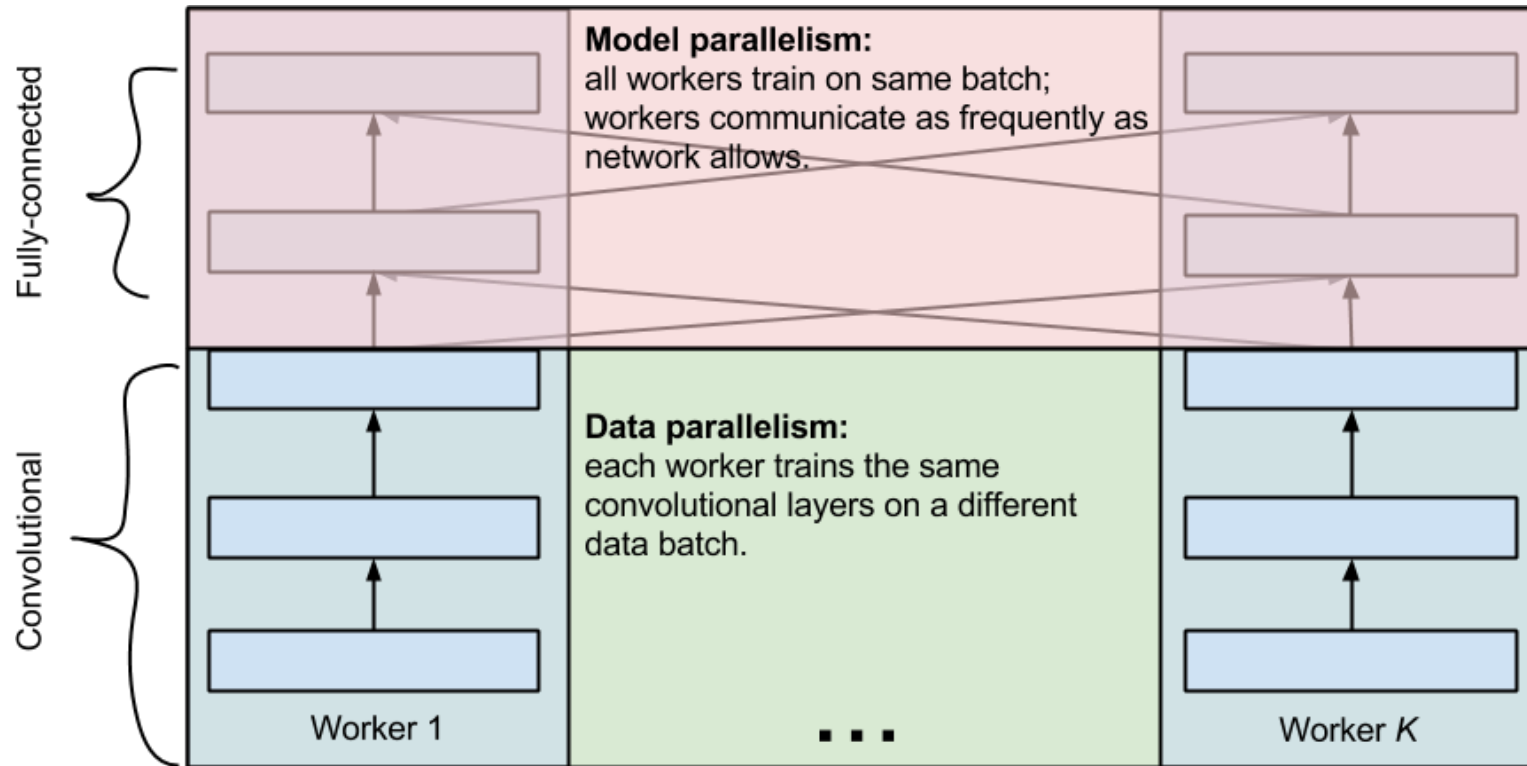 Fully-connected
Model parallelism:
all workers train on same batch;
workers communicate as frequently as
network allows.
Convolutional
Data parallelism:
each worker trains the same
convolutional layers on a different
data batch.
Worker 1
...
Worker K